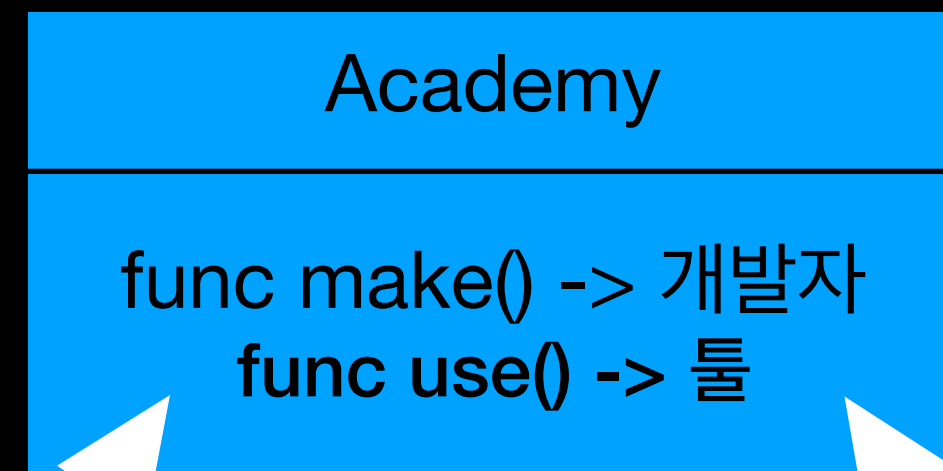 Academy
func make() -> 개발자
func use() -> 툴